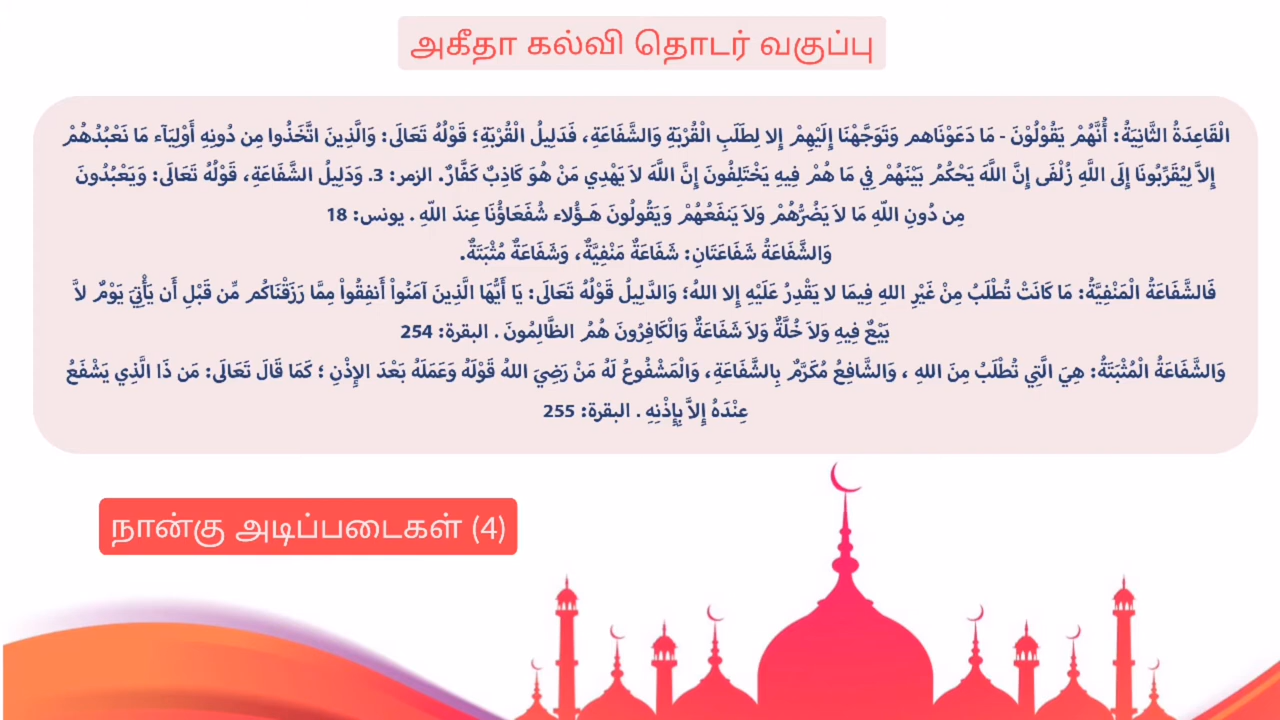 அகீதா கல்வி தொடர் வகுப்பு
الْقَاعِدَةُ الثَّانِيَةُ: أُنَّهُمْ يَقُوْلُوْنَ - مَا دَعَوْنَاهم وَتَوَجَّهْنَا إِلَيْهِمْ إِلا لِطَلَبِ الْقُرْبَةِ وَالشَّفَاعَةِ، فَدَلِيلُ الْقُرْبَةِ؛ قَوْلُهُ تَعَالَى: وَالَّذِينَ اتَّخَذُوا مِن دُونِهِ أَوْلِيَآء مَا نَعْبُدُهُمْ
إِلاَّ لِيُقَرِّبُونَا إِلَى اللَّهِ زُلْفَى إِنَّ اللَّهَ يَحْكُمُ بَيْنَهُمْ فِي مَا هُمْ فِيهِ يَخْتَلِفُونَ إِنَّ اللَّهَ لاَ يَهْدِي مَنْ هُوَ كَاذِبٌ كَفَّارٌ. الزمر: 3. وَدَلِيلُ الشَّفَاعَةِ، قَوْلُهُ تَعَالَى: وَيَعْبُدُونَ
مِن دُونِ اللّهِ مَا لاَ يَضُرُّهُمْ وَلاَ يَنفَعُهُمْ وَيَقُولُونَ هَـؤُلاء شُفَعَاؤُنَا عِندَ اللّهِ . يونس: 18
وَالشَّفَاعَةُ شَفَاعَتَانِ: شَفَاعَةٌ مَنْفِيَّةٌ، وَشَفَاعَةٌ مُثْبَتَةٌ.
فَالشَّفَاعَةُ الْمَنْفِيَّةُ: مَا كَانَتْ تُطْلَبُ مِنْ غَيْرِ اللهِ فِيمَا لا يَقْدِرُ عَلَيْهِ إِلا اللهُ؛ وَالدَّلِيلُ قَوْلُهُ تَعَالَى: يَا أَيُّهَا الَّذِينَ آمَنُواْ أَنفِقُواْ مِمَّا رَزَقْنَاكُم مِّن قَبْلِ أَن يَأْتِيَ يَوْمٌ لاَّ
بَيْعٌ فِيهِ وَلاَ خُلَّةٌ وَلاَ شَفَاعَةٌ وَالْكَافِرُونَ هُمُ الظَّالِمُونَ . البقرة: 254
وَالشَّفَاعَةُ الْمُثْبَتَةُ: هِيَ الَّتِي تُطْلَبُ مِنَ اللهِ ، وَالشَّافِعُ مُكَرَّمٌ بِالشَّفَاعَةِ، وَالْمَشْفُوعُ لَهُ مَنْ رَضِيَ اللهُ قَوْلَهُ وَعَمَلَهُ بَعْدَ الإِذْنِ ؛ كَمَا قَالَ تَعَالَى: مَن ذَا الَّذِي يَشْفَعُ
عِنْدَهُ إِلاَّ بِإِذْنِهِ . البقرة: 255
நான்கு அடிப்படைகள் (4)